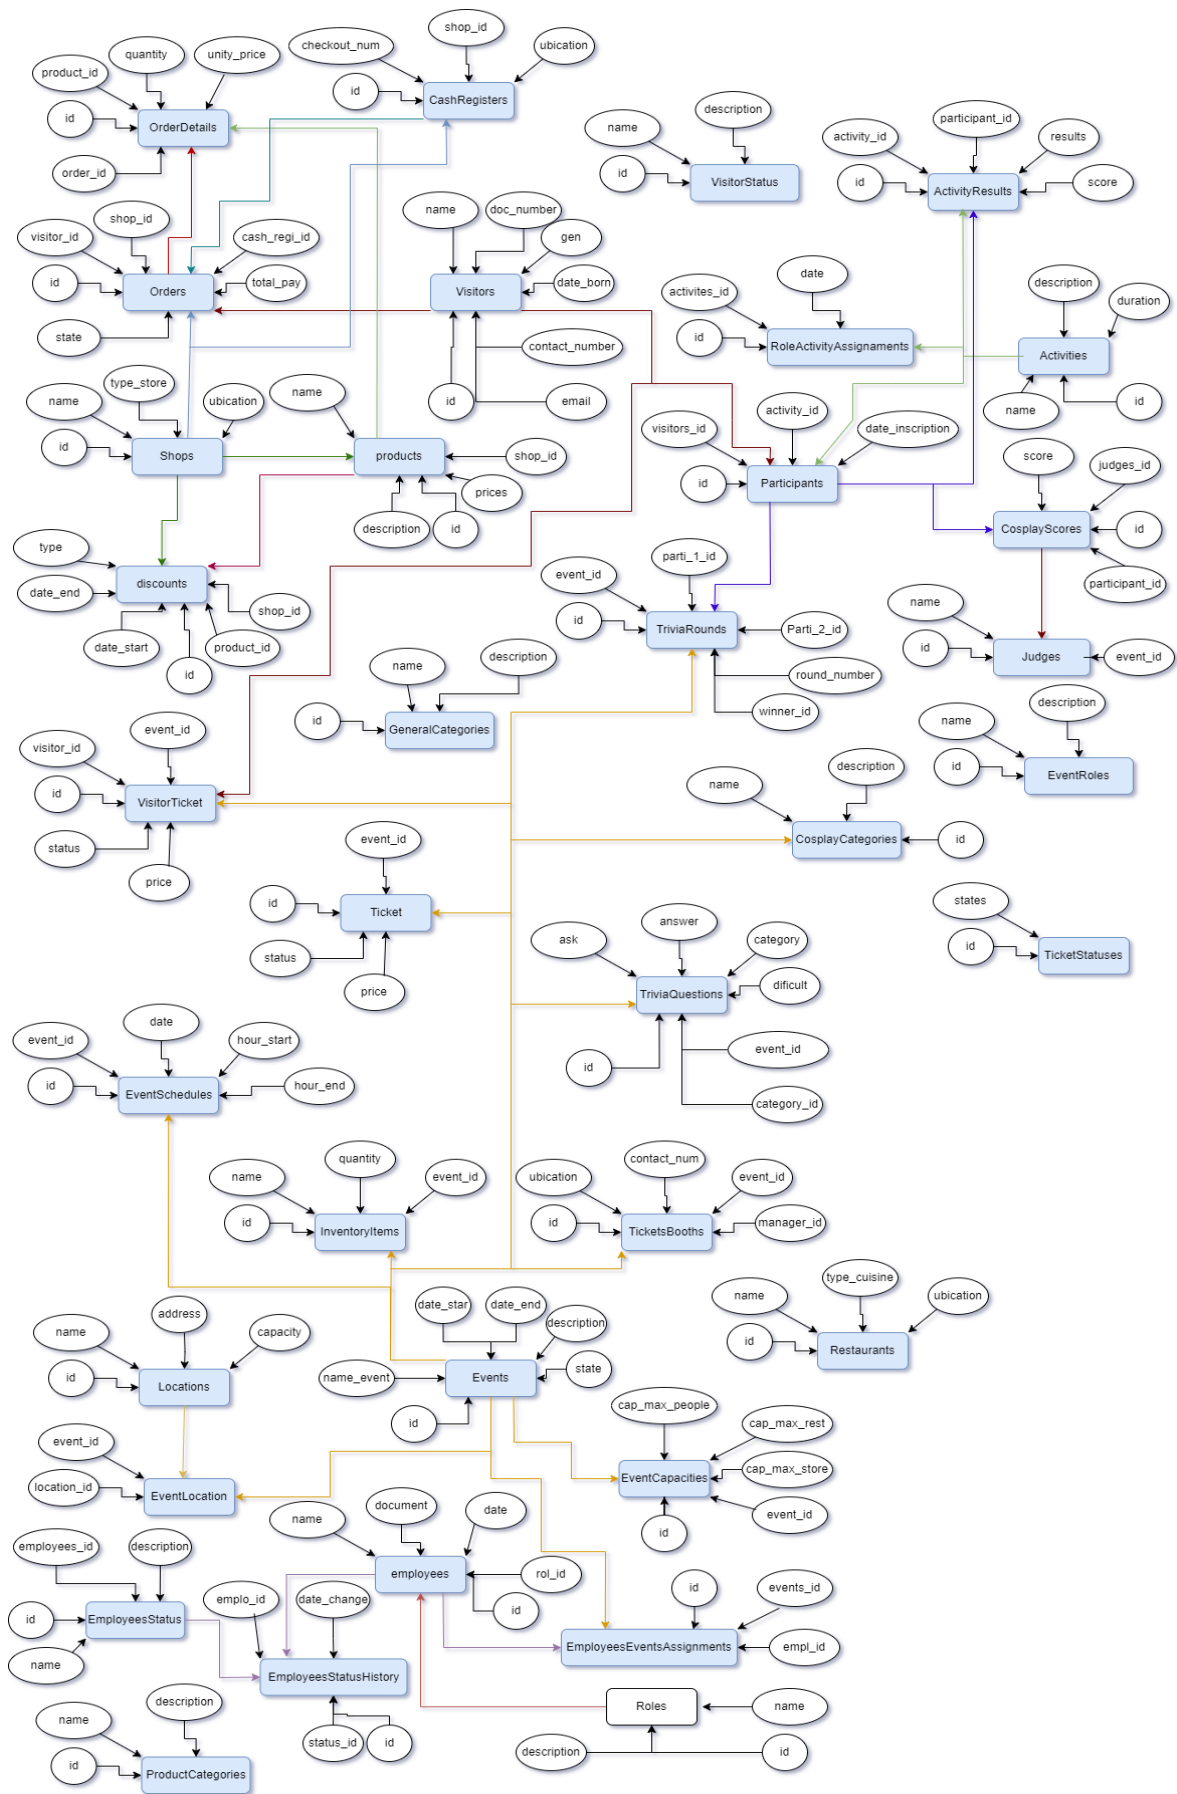 shop_id
checkout_num
ubication
quantity
unity_price
product_id
id
CashRegisters
description
participant_id
id
OrderDetails
name
activity_id
results
order_id
id
VisitorStatus
id
ActivityResults
score
shop_id
name
doc_number
visitor_id
cash_regi_id
gen
date
description
id
Orders
total_pay
Visitors
date_born
activites_id
duration
state
contact_number
id
RoleActivityAssignaments
Activities
type_store
name
name
ubication
id
email
activity_id
name
id
visitors_id
date_inscription
id
Shops
products
shop_id
score
judges_id
id
Participants
prices
description
id
CosplayScores
id
type
parti_1_id
event_id
participant_id
date_end
discounts
shop_id
name
id
TriviaRounds
Parti_2_id
date_start
product_id
id
Judges
event_id
id
name
description
round_number
description
id
GeneralCategories
winner_id
name
event_id
visitor_id
id
EventRoles
description
id
VisitorTicket
name
status
event_id
CosplayCategories
id
price
id
Ticket
states
answer
ask
category
id
TicketStatuses
status
dificult
price
TriviaQuestions
date
event_id
hour_start
event_id
id
id
EventSchedules
hour_end
category_id
quantity
contact_num
name
event_id
ubication
event_id
id
InventoryItems
id
TicketsBooths
manager_id
type_cuisine
name
ubication
address
date_star
date_end
description
name
capacity
id
Restaurants
id
Locations
name_event
Events
state
cap_max_people
id
cap_max_rest
event_id
cap_max_store
location_id
EventLocation
EventCapacities
document
date
event_id
name
id
employees_id
description
employees
rol_id
id
events_id
emplo_id
date_change
id
id
EmployeesStatus
EmployeesEventsAssignments
empl_id
name
EmployeesStatusHistory
description
Roles
name
name
status_id
id
description
id
id
ProductCategories